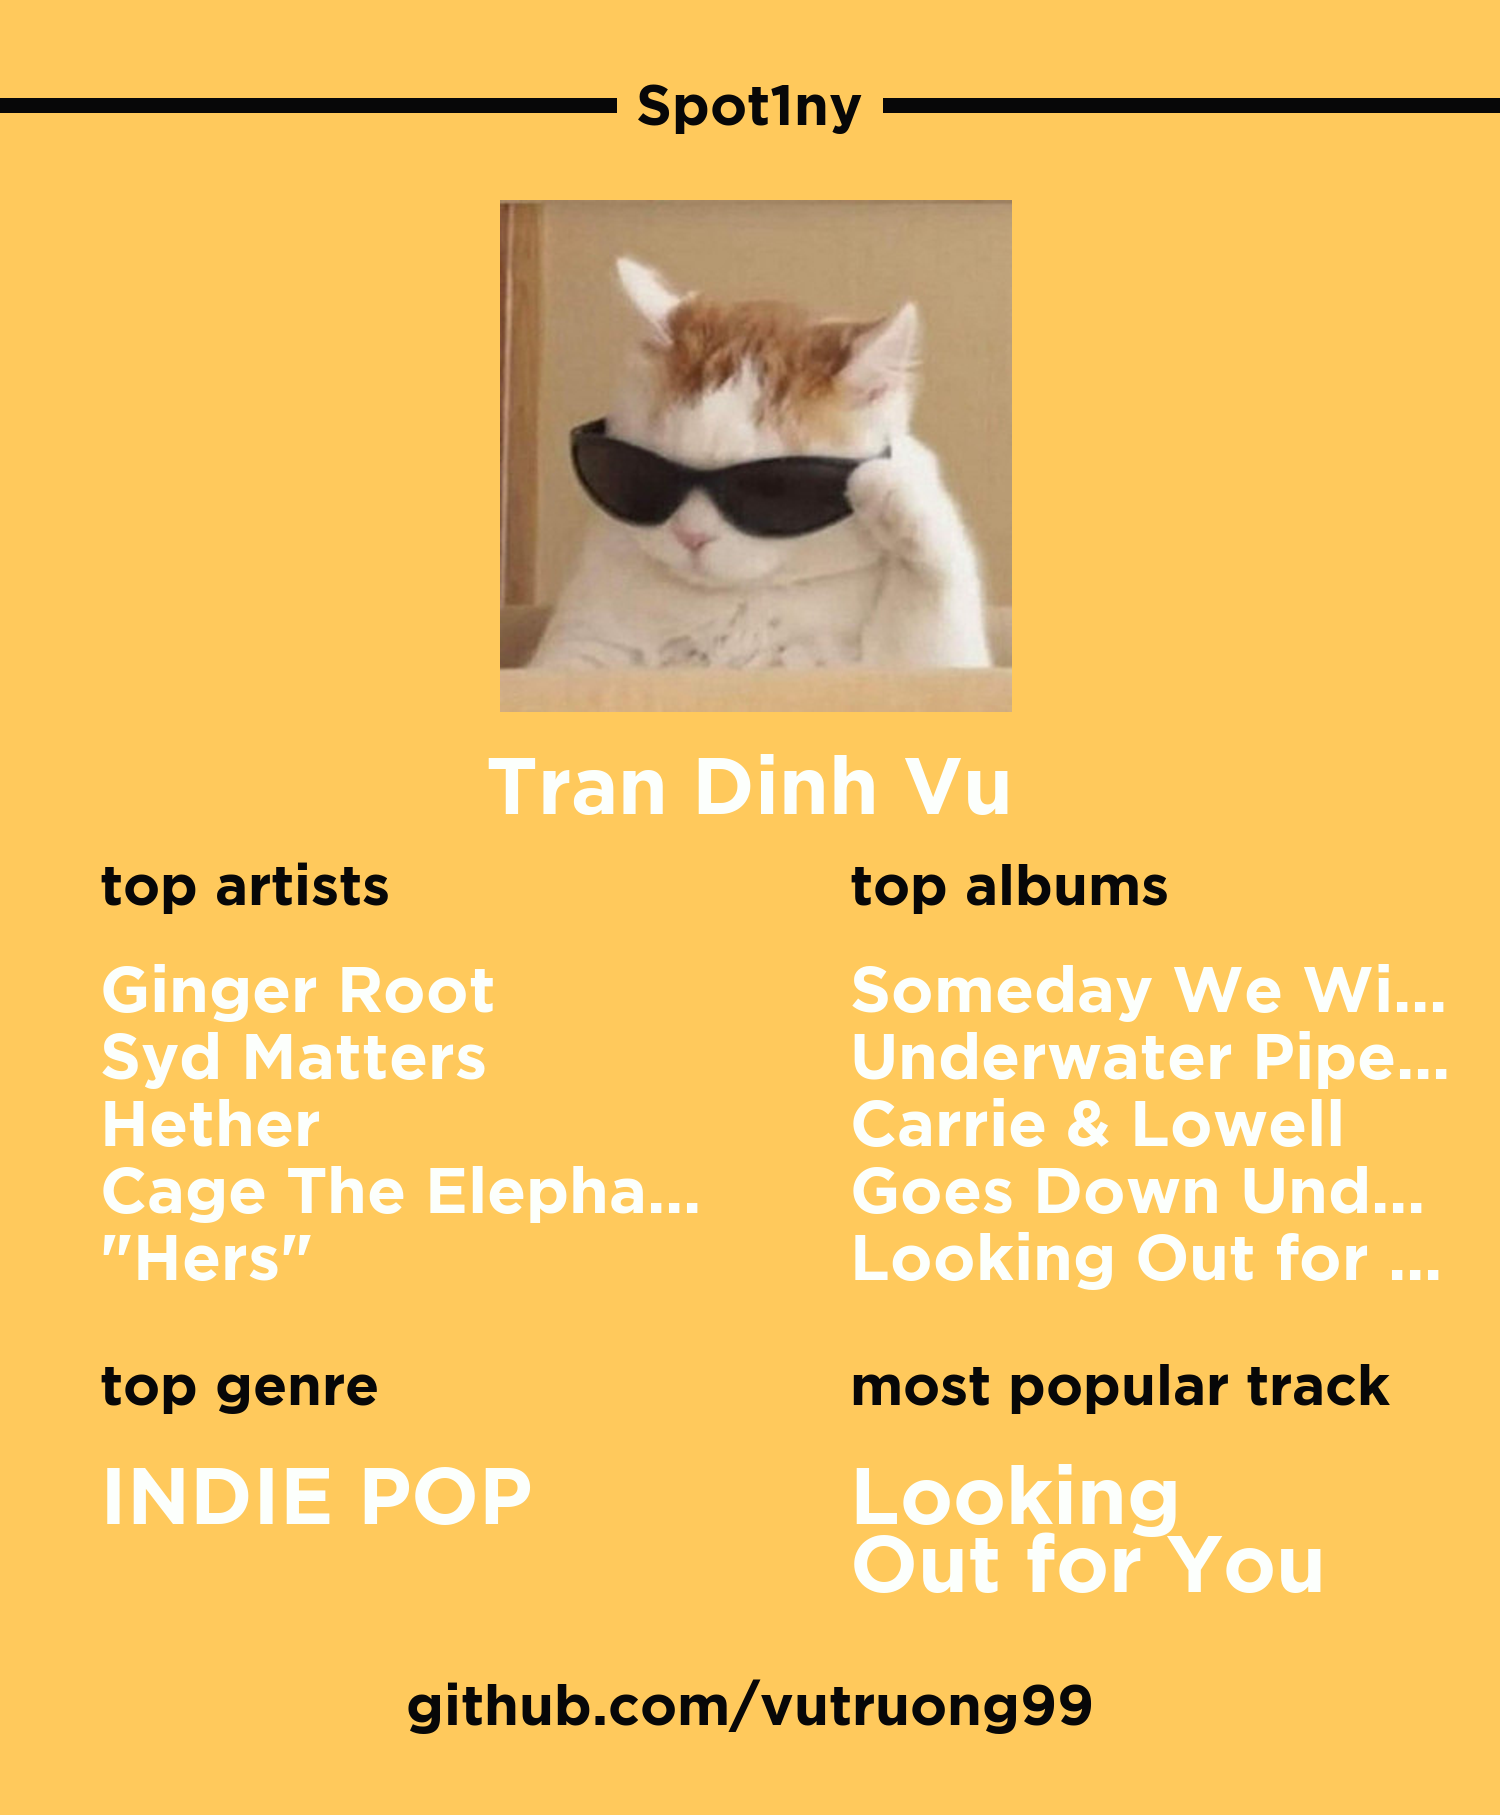 Spot1ny
Tran Dinh Vu
top artists
Ginger Root
Syd Matters
Hether
Cage The Elepha...
"Hers"
top albums
Someday We Wi...
Underwater Pipe...
Carrie & Lowell
Goes Down Und...
Looking Out for ...
top genre
INDIE POP
most popular track
Looking
Out for You
github.com/vutruong99